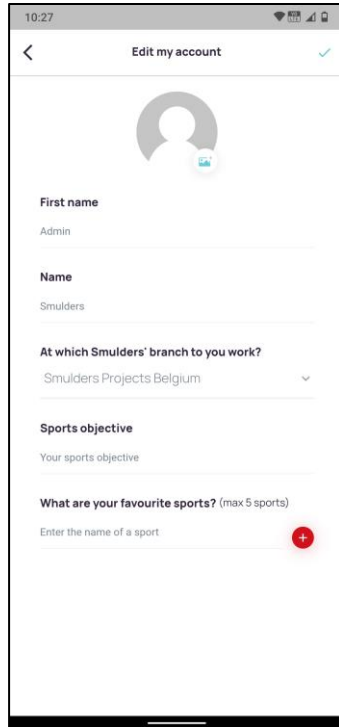 10:27
Edit my account
First name
Admin
Name
Smulders
At which Smulders' branch to you work?
Smulders Projects Belgium
Sports objective
Your sports objective
What are your favourite sports? (max 5 sports)
Enter the name of a sport